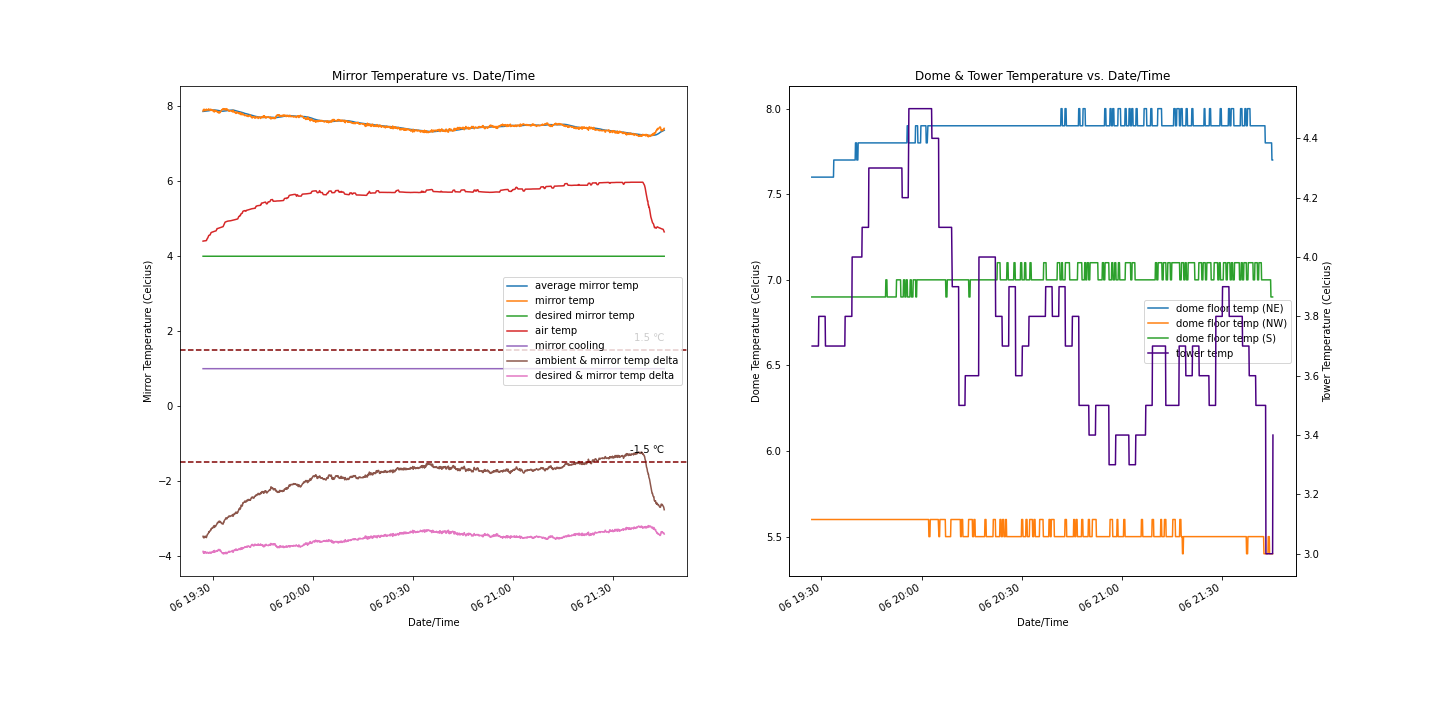 Mirror Temperature vs. Date/Time
8
6
4
2
0
−2
−4
Mirror Temperature (Celcius)
average mirror temp
mirror temp
desired mirror temp
air temp
mirror cooling
ambient & mirror temp delta
desired & mirror temp delta
1.5 °C
-1.5 °C
06 19:30
06 20:00
06 20:30
06 21:00
06 21:30
Date/Time
Dome & Tower Temperature vs. Date/Time
8.0
7.5
7.0
6.5
6.0
5.5
Dome Temperature (Celcius)
dome floor temp (NE)
dome floor temp (NW)
dome floor temp (S)
tower temp
4.4
4.2
4.0
3.8
3.6
3.4
3.2
3.0
Tower Temperature (Celcius)
06 19:30
06 20:00
06 20:30
06 21:00
06 21:30
Date/Time